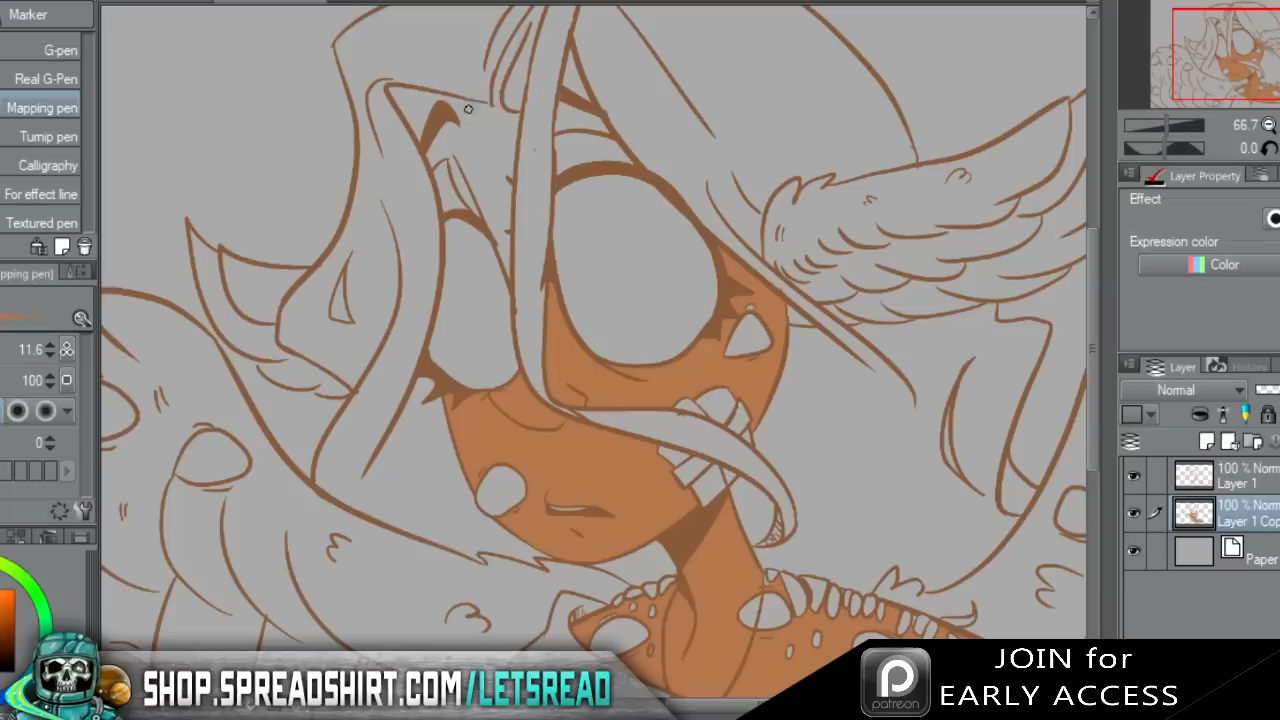 Marker
G-pen
Real G-Pen
Mapping pen
Turnip pen
Calligraphy
For effect line
Textured pen
pping pen]
11.6
100
0
66.7
0.0
Layer Property
Effect
Expression color
Color
Layer
History
Normal
100 % Norm
Layer 1
100 % Norm
Layer 1 Cop
Paper
SHOP.SPREADSHIRT.COM/LETSREAD
patreon
JOIN for
EARLY ACCESS